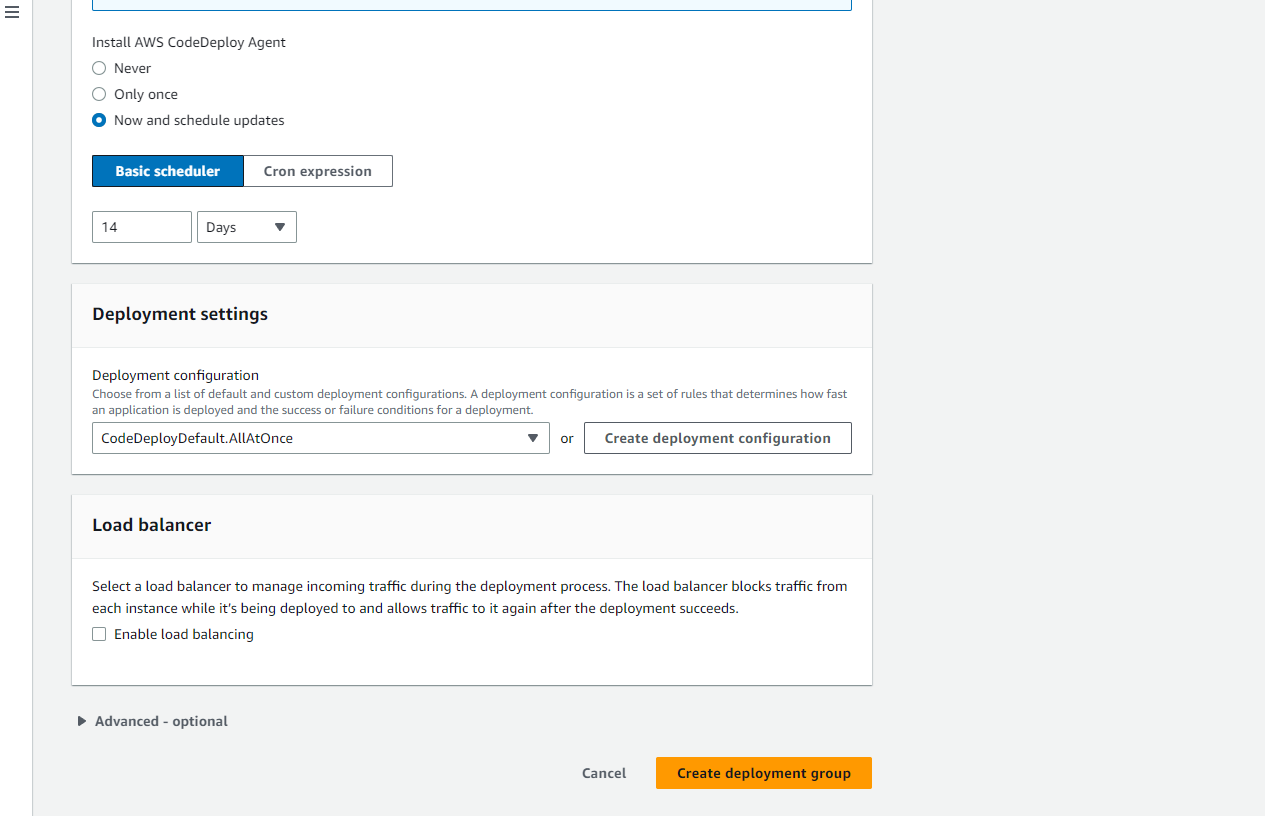 Install AWS CodeDeploy Agent
Never
Only once
Now and schedule updates
Basic scheduler Cron expression
14 Days
Deployment settings
Deployment configuration
Choose from a list of default and custom deployment configurations. A deployment configuration is a set of rules that determines how fast
an application is deployed and the success or failure conditions for a deployment.
CodeDeployDefault.AllAtOnce or Create deployment configuration
Load balancer
Select a load balancer to manage incoming traffic during the deployment process. The load balancer blocks traffic from
each instance while it's being deployed to and allows traffic to it again after the deployment succeeds.
Enable load balancing
Advanced - optional
Cancel Create deployment group